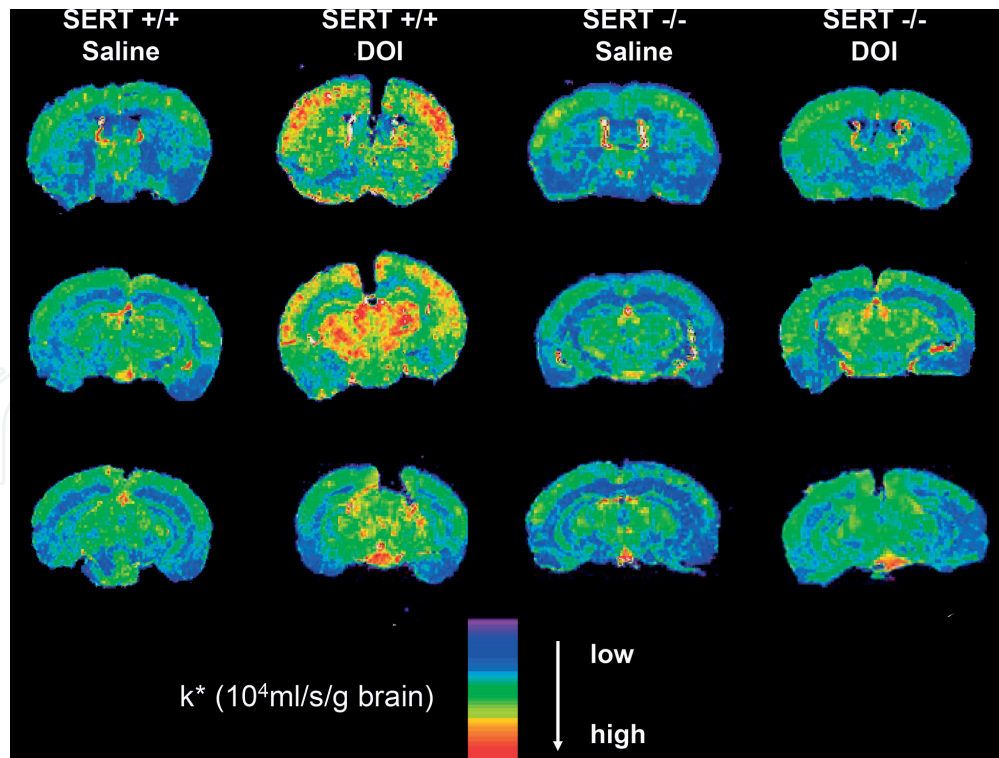 SERT +/+
Saline
SERT +/+
DOI
SERT -/-
Saline
SERT -/-
DOI
k* (10⁴ml/s/g brain)
low
high